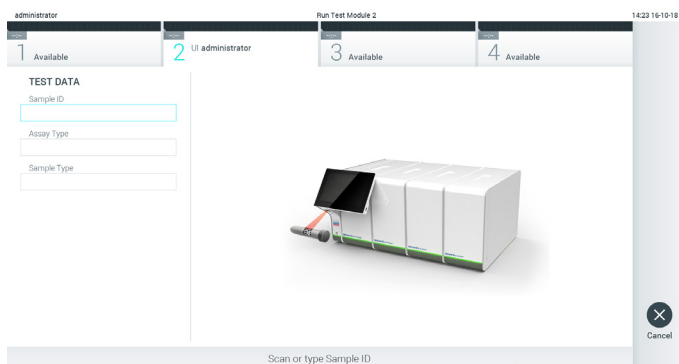 administrator Run Test Module 2 14:23 16-10-18
--:-- --:-- --:-- --:--
1 Available 2 UI administrator 3 Available 4 Available
TEST DATA
Sample ID
Assay Type
Sample Type
Cancel
Scan or type Sample ID